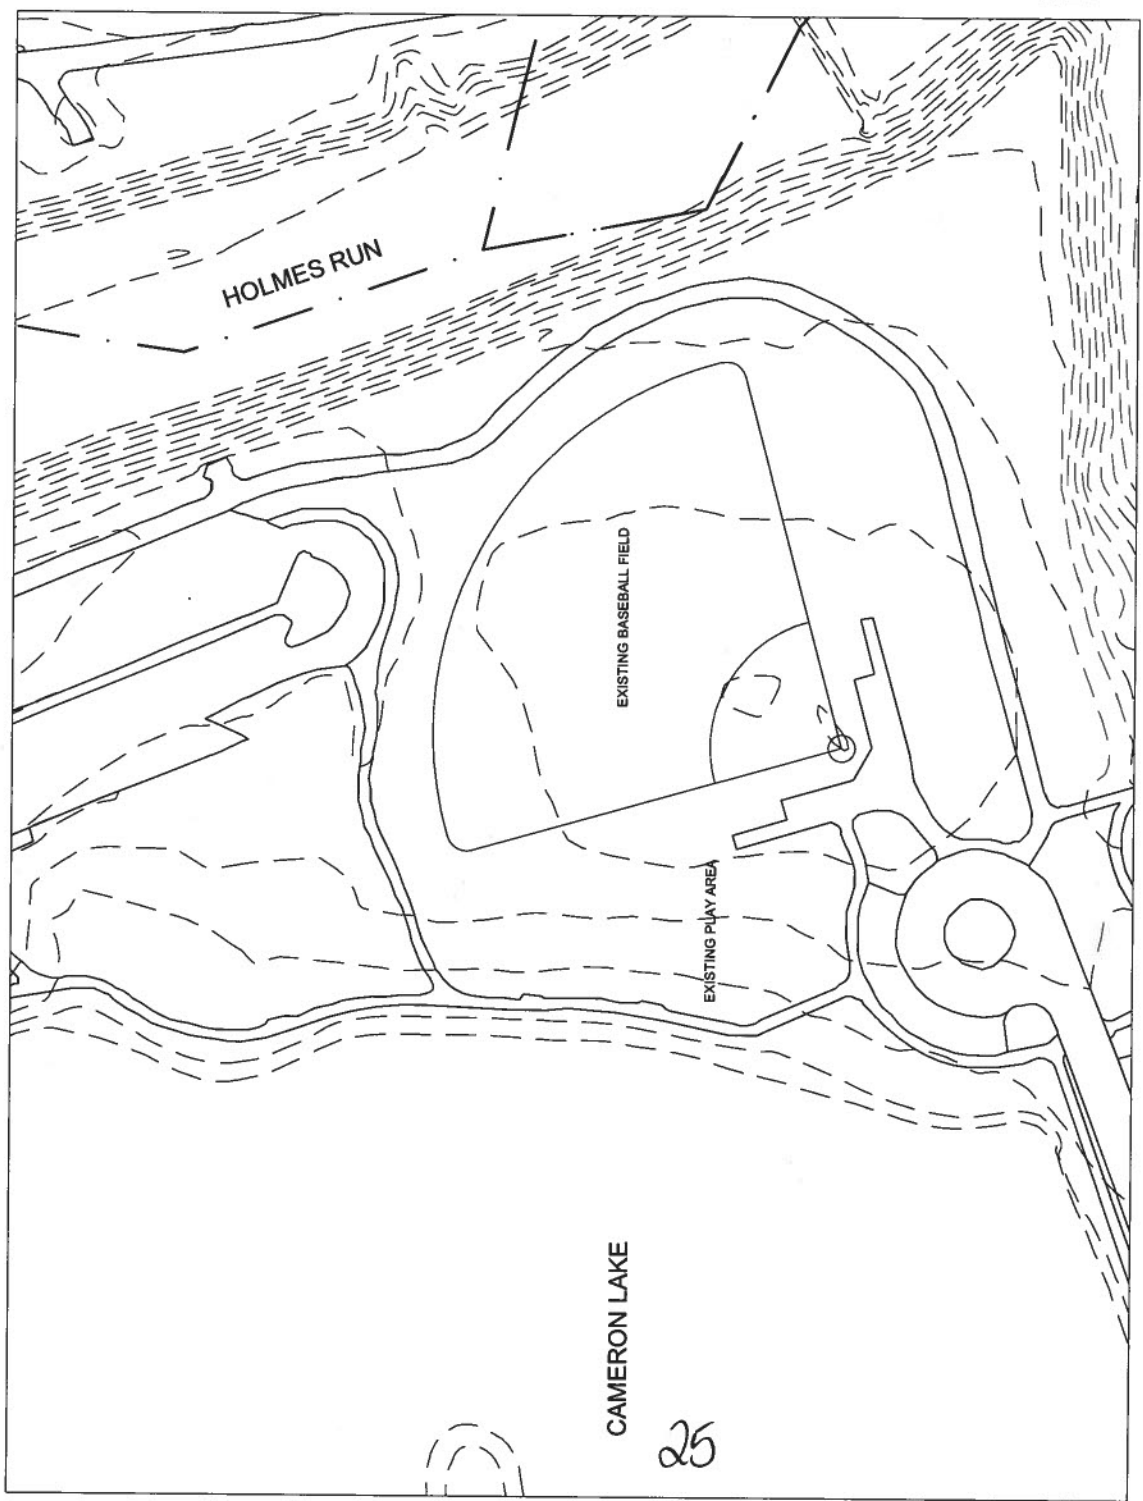 HOLMES RUN
EXISTING BASEBALL FIELD
EXISTING PLAY AREA
CAMERON LAKE
25